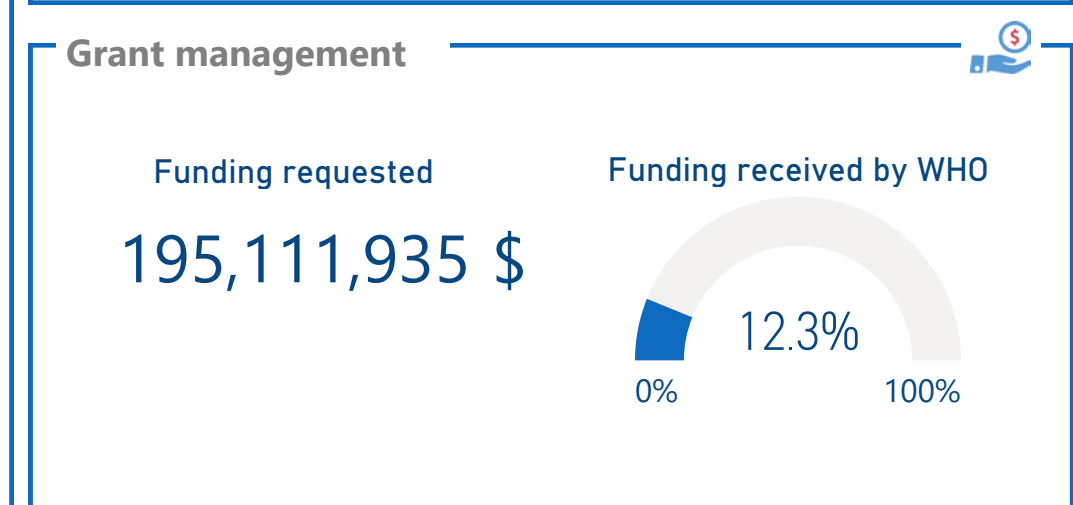 Grant management
$
Funding requested
195,111,935 $
Funding received by WHO
12.3%
0%
100%